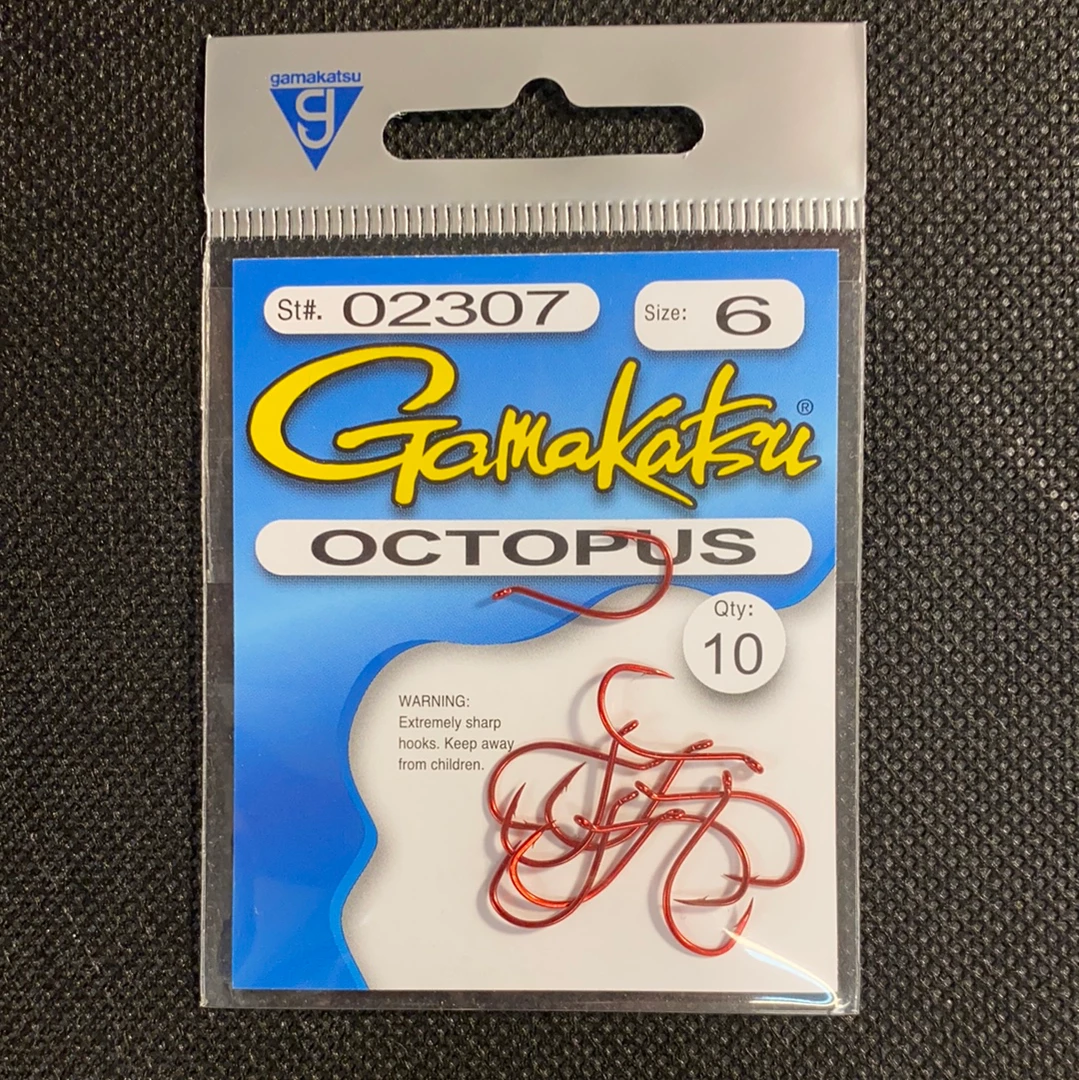 gamakatsu
g
St#. 02307
Size: 6
Gamakatsu ®
OCTOPUS
Qty:
10
WARNING:
Extremely sharp
hooks. Keep away
from children.